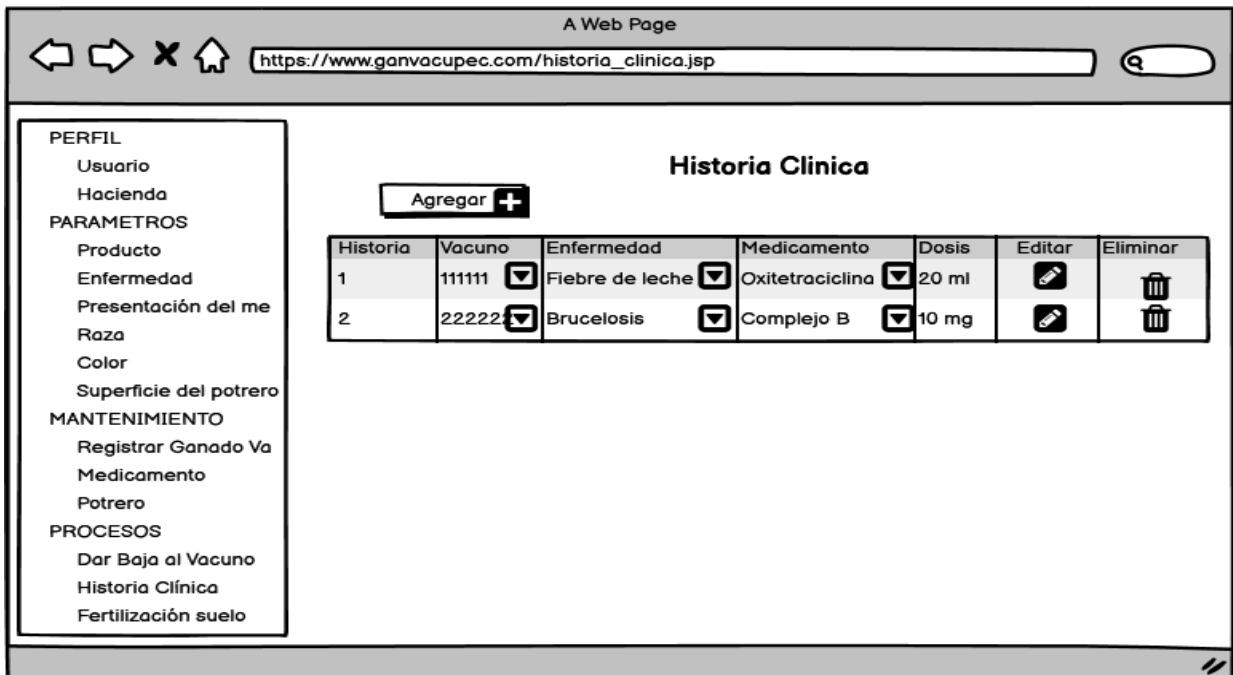 A Web Page
https://www.ganvacupec.com/historia_clinica.jsp
PERFIL
Usuario
Hacienda
PARAMETROS
Producto
Enfermedad
Presentación del me
Raza
Color
Superficie del potrero
MANTENIMIENTO
Registrar Ganado Va
Medicamento
Potrero
PROCESOS
Dar Baja al Vacuno
Historia Clínica
Fertilización suelo
Historia Clinica
Agregar
Historia Vacuno Enfermedad Medicamento Dosis Editar Eliminar
1 111111 Fiebre de leche Oxitetraciclina 20 ml
2 222222 Brucelosis Complejo B 10 mg